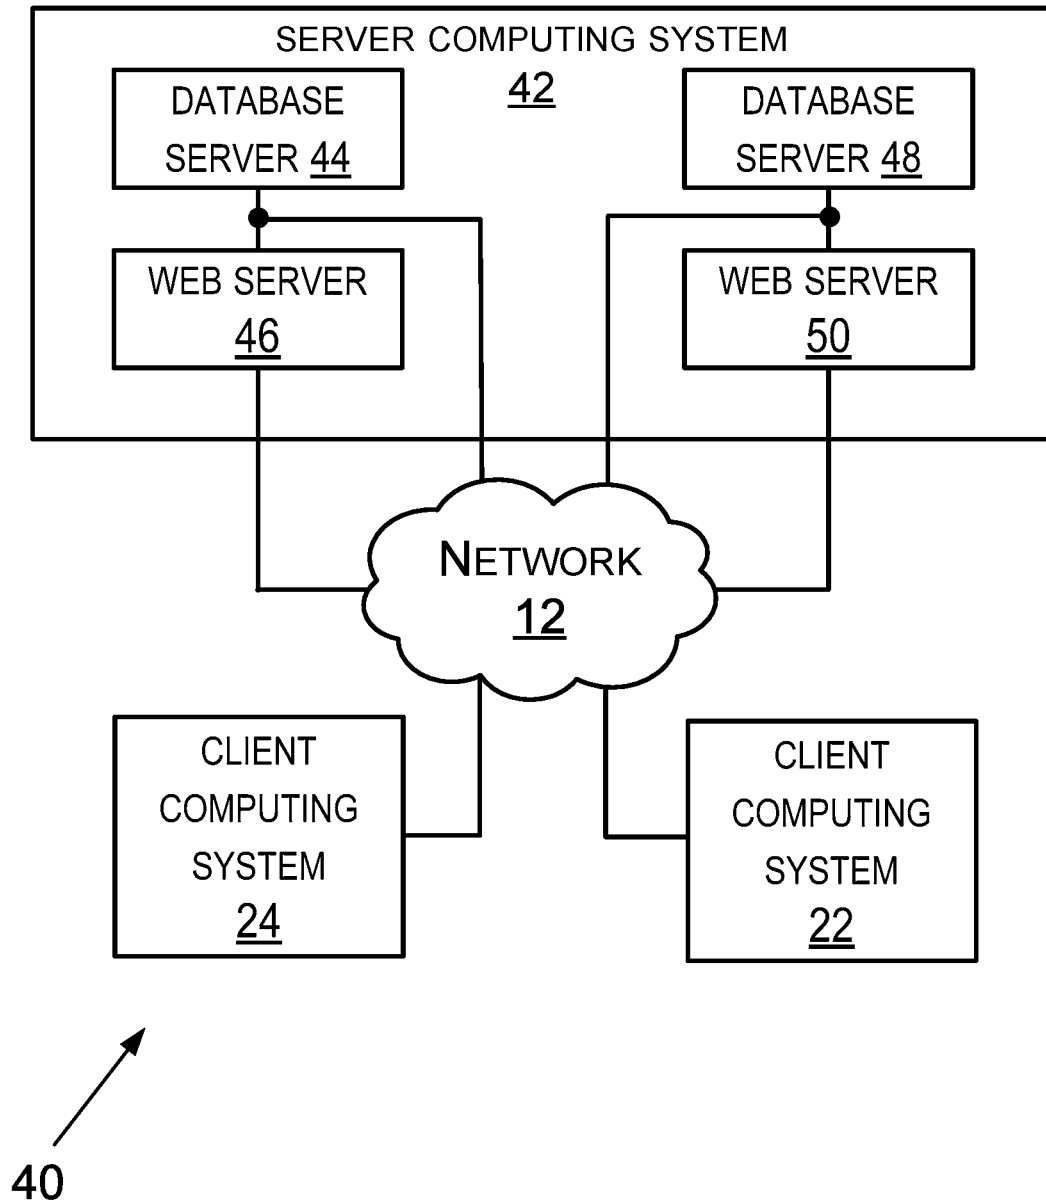 SERVER COMPUTING SYSTEM
42
DATABASE
SERVER 44
DATABASE
SERVER 48
WEB SERVER
46
WEB SERVER
50
NETWORK
12
CLIENT
COMPUTING
SYSTEM
24
CLIENT
COMPUTING
SYSTEM
22
40